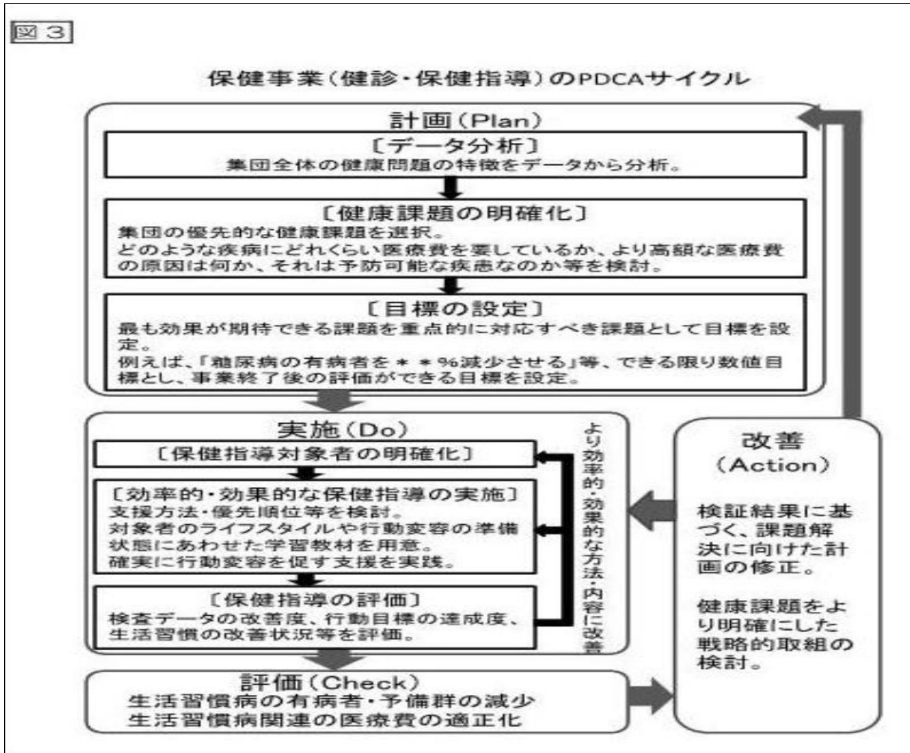 図3
保健事業(健診・保健指導)のPDCAサイクル
計画(Plan)
[データ分析]
集団全体の健康問題の特徴をデータから分析。
[健康課題の明確化]
集団の優先的な健康課題を選択。
どのような疾病にどれくらい医療費を要しているか、より高額な医療費
の原因は何か、それは予防可能な疾患なのか等を検討。
[目標の設定]
最も効果が期待できる課題を重点的に対応すべき課題として目標を設
定。
例えば、「糖尿病の有病者を**%減少させる」等、できる限り数値目
標とし、事業終了後の評価ができる目標を設定。
実施(Do)
[保健指導対象者の明確化]
[効率的・効果的な保健指導の実施]
支援方法・優先順位等を検討。
対象者のライフスタイルや行動変容の準備
状態にあわせた学習教材を用意。
確実に行動変容を促す支援を実践。
[保健指導の評価]
検査データの改善度、行動目標の達成度、
生活習慣の改善状況等を評価。
より効率的・効果的な方法・内容に改善
評価(Check)
生活習慣病の有病者・予備群の減少
生活習慣病関連の医療費の適正化
改善
(Action)
検証結果に基
づく、課題解
決に向けた計
画の修正。
健康課題をよ
り明確にした
戦略的取組の
検討。